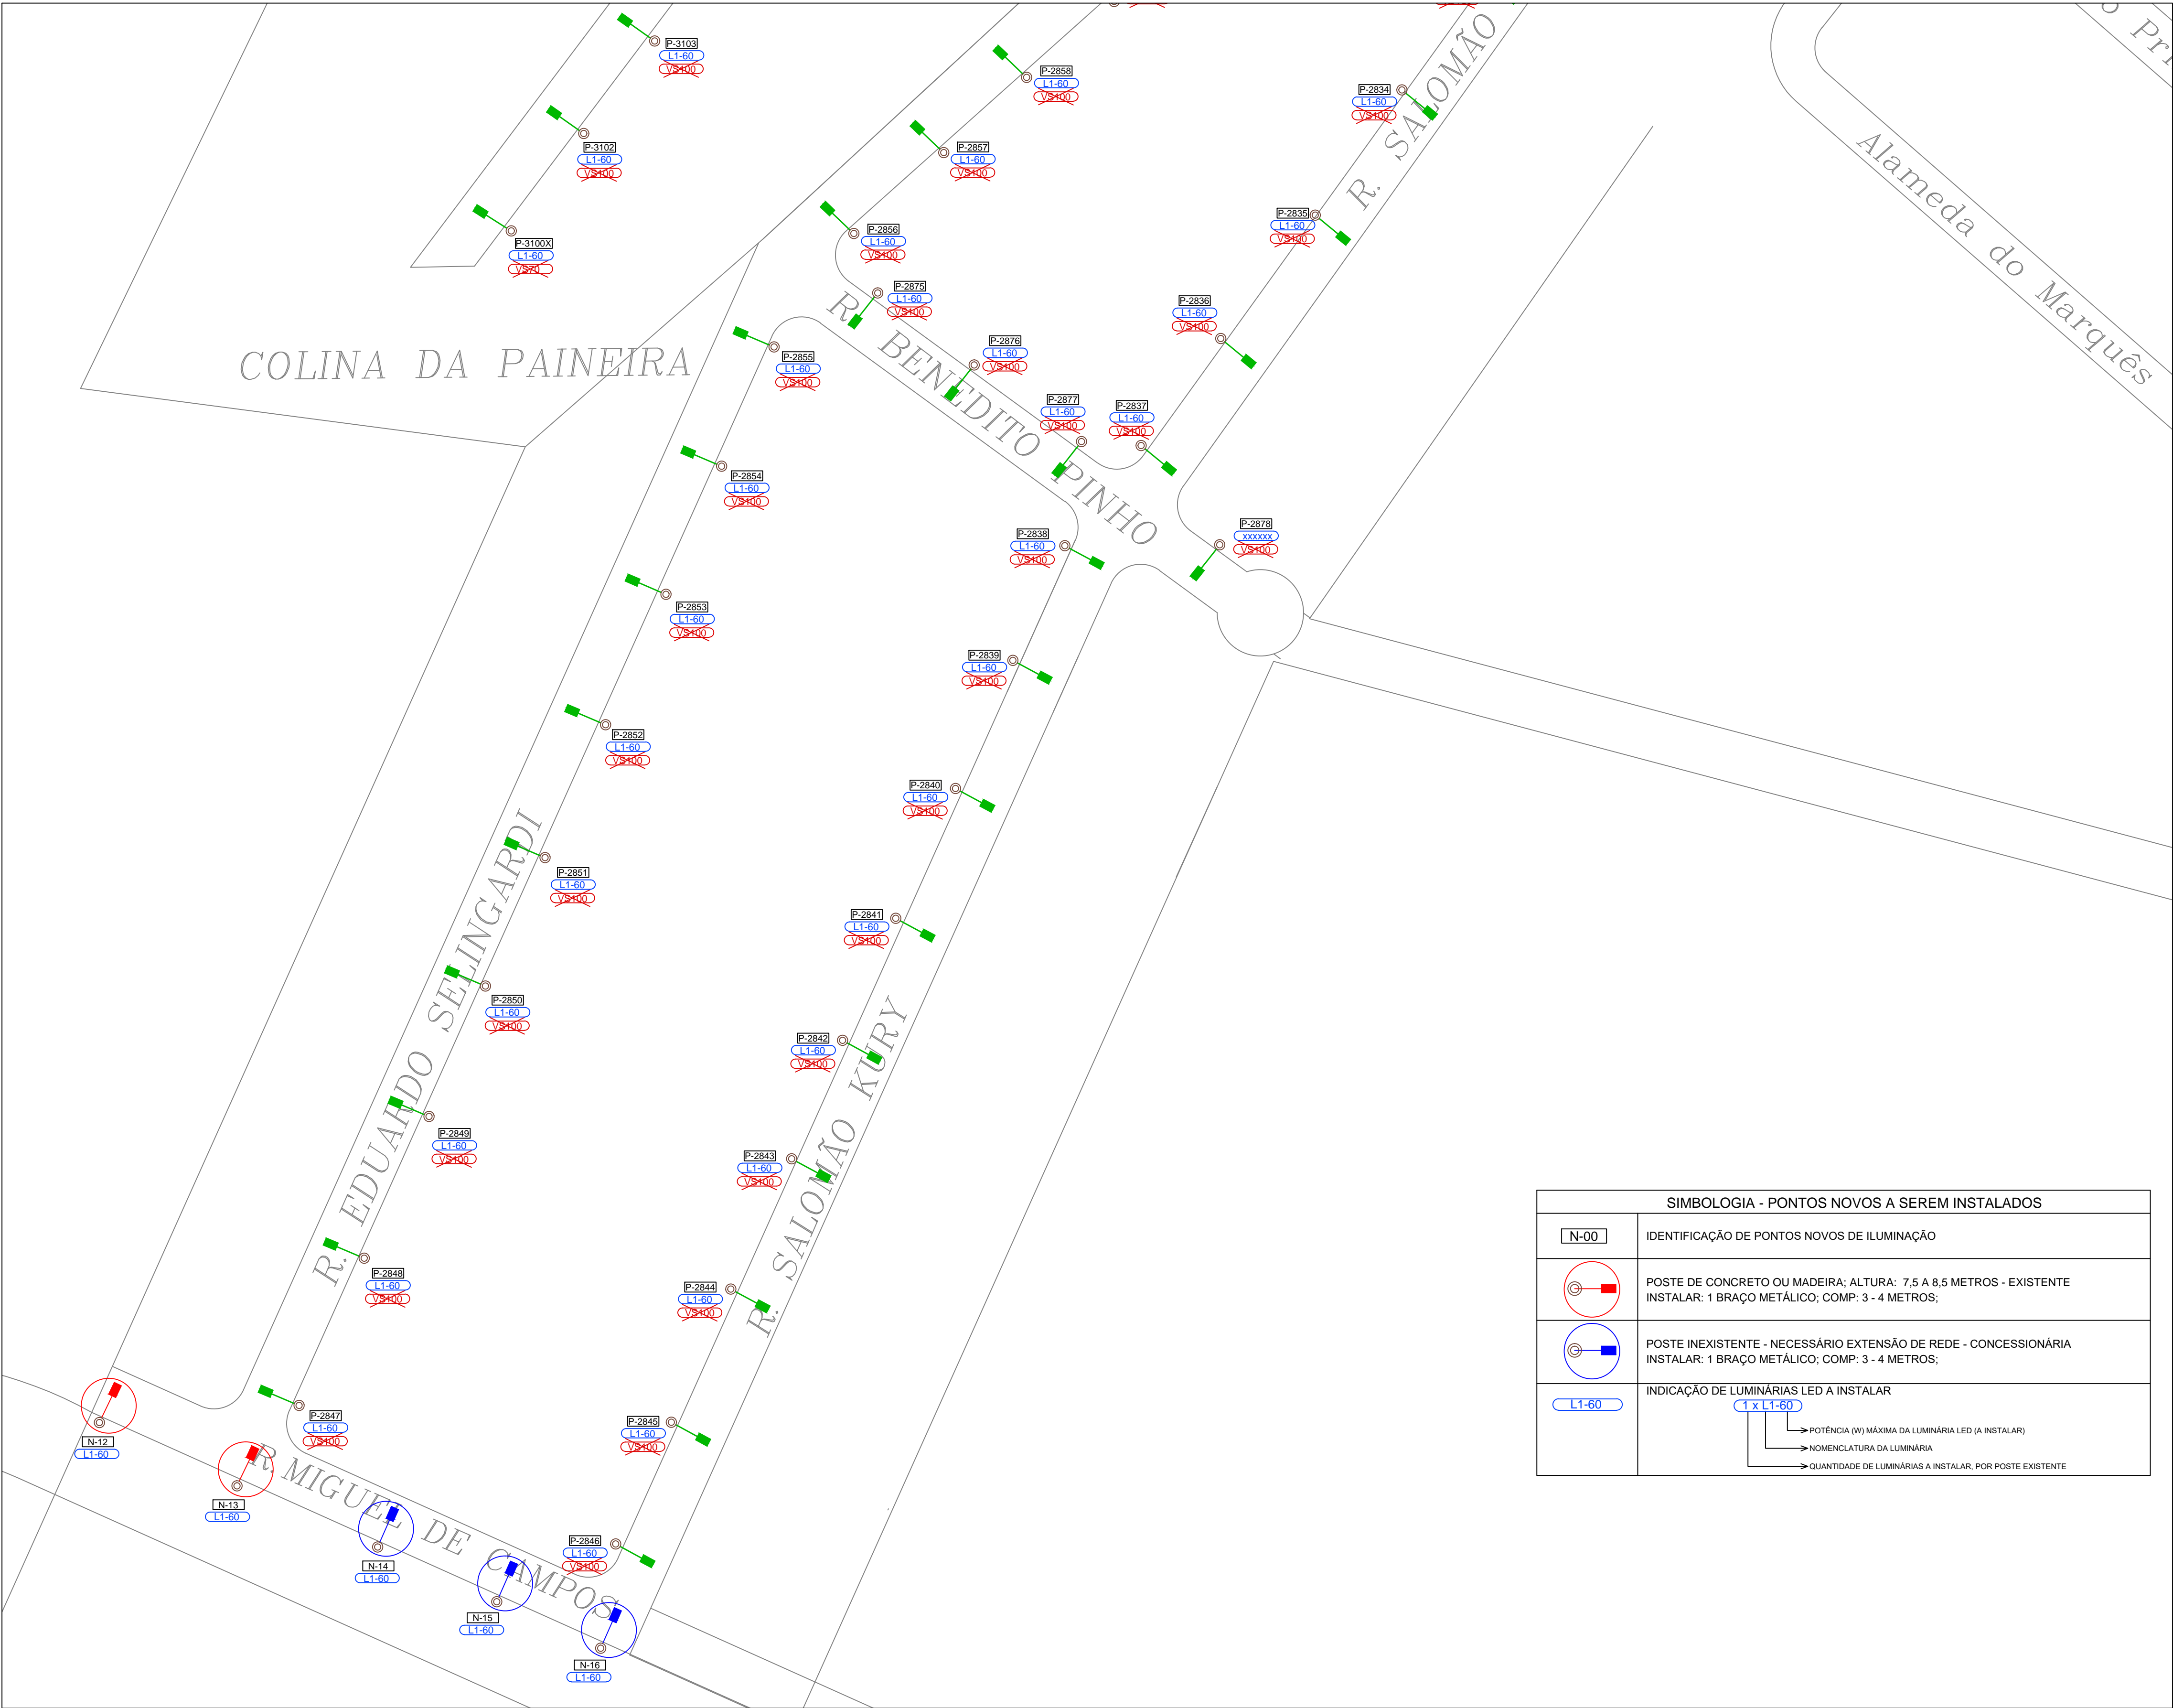 P-3103
L1-60
VS100
P-3102
L1-60
VS100
P-3100X
L1-60
VS70
P-2858
L1-60
VS100
P-2857
L1-60
VS100
P-2856
L1-60
VS100
P-2834
L1-60
VS100
P-2835
L1-60
VS100
P-2836
L1-60
VS100
P-2837
L1-60
VS100
R. SALOMÃO
Alameda do Marquês
COLINA DA PAINEIRA
P-2875
L1-60
VS100
P-2876
L1-60
VS100
P-2877
L1-60
VS100
P-2878
xxxxxx
VS100
R. BENEDITO PINHO
P-2855
L1-60
VS100
P-2854
L1-60
VS100
P-2853
L1-60
VS100
P-2852
L1-60
VS100
P-2851
L1-60
VS100
P-2850
L1-60
VS100
P-2849
L1-60
VS100
P-2848
L1-60
VS100
P-2847
L1-60
VS100
R. EDUARDO SELINGARDI
P-2838
L1-60
VS100
P-2839
L1-60
VS100
P-2840
L1-60
VS100
P-2841
L1-60
VS100
P-2842
L1-60
VS100
P-2843
L1-60
VS100
P-2844
L1-60
VS100
P-2845
L1-60
VS100
P-2846
L1-60
VS100
R. SALOMÃO KURY
N-12
L1-60
N-13
L1-60
N-14
L1-60
N-15
L1-60
N-16
L1-60
R. MIGUEL DE CAMPOS
SIMBOLOGIA - PONTOS NOVOS A SEREM INSTALADOS
N-00
IDENTIFICAÇÃO DE PONTOS NOVOS DE ILUMINAÇÃO
POSTE DE CONCRETO OU MADEIRA; ALTURA: 7,5 A 8,5 METROS - EXISTENTE
INSTALAR: 1 BRAÇO METÁLICO; COMP: 3 - 4 METROS;
POSTE INEXISTENTE - NECESSÁRIO EXTENSÃO DE REDE - CONCESSIONÁRIA
INSTALAR: 1 BRAÇO METÁLICO; COMP: 3 - 4 METROS;
L1-60
INDICAÇÃO DE LUMINÁRIAS LED A INSTALAR
1 x L1-60
POTÊNCIA (W) MÁXIMA DA LUMINÁRIA LED (A INSTALAR)
NOMENCLATURA DA LUMINÁRIA
QUANTIDADE DE LUMINÁRIAS A INSTALAR, POR POSTE EXISTENTE